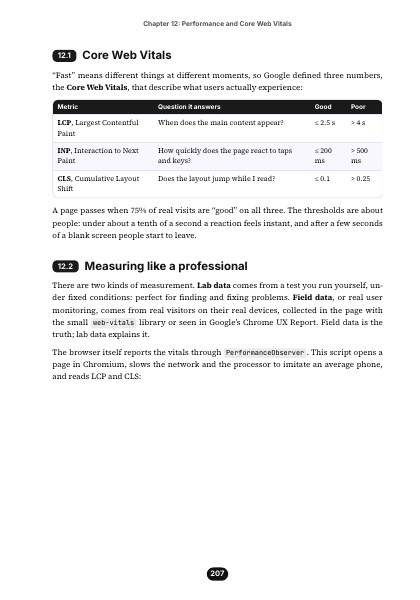 Chapter 12: Performance and Core Web Vitals
12.1 Core Web Vitals
“Fast” means different things at different moments, so Google defined three numbers,
the Core Web Vitals, that describe what users actually experience:
Metric Question it answers Good Poor
LCP, Largest Contentful When does the main content appear? ≤ 2.5 s > 4 s
Paint
INP, Interaction to Next How quickly does the page react to taps ≤ 200 > 500
Paint and keys? ms ms
CLS, Cumulative Layout Does the layout jump while I read? ≤ 0.1 > 0.25
Shift
A page passes when 75% of real visits are “good” on all three. The thresholds are about
people: under about a tenth of a second a reaction feels instant, and after a few seconds
of a blank screen people start to leave.
12.2 Measuring like a professional
There are two kinds of measurement. Lab data comes from a test you run yourself, un-
der fixed conditions: perfect for finding and fixing problems. Field data, or real user
monitoring, comes from real visitors on their real devices, collected in the page with
the small web-vitals library or seen in Google’s Chrome UX Report. Field data is the
truth; lab data explains it.
The browser itself reports the vitals through PerformanceObserver. This script opens a
page in Chromium, slows the network and the processor to imitate an average phone,
and reads LCP and CLS:
207